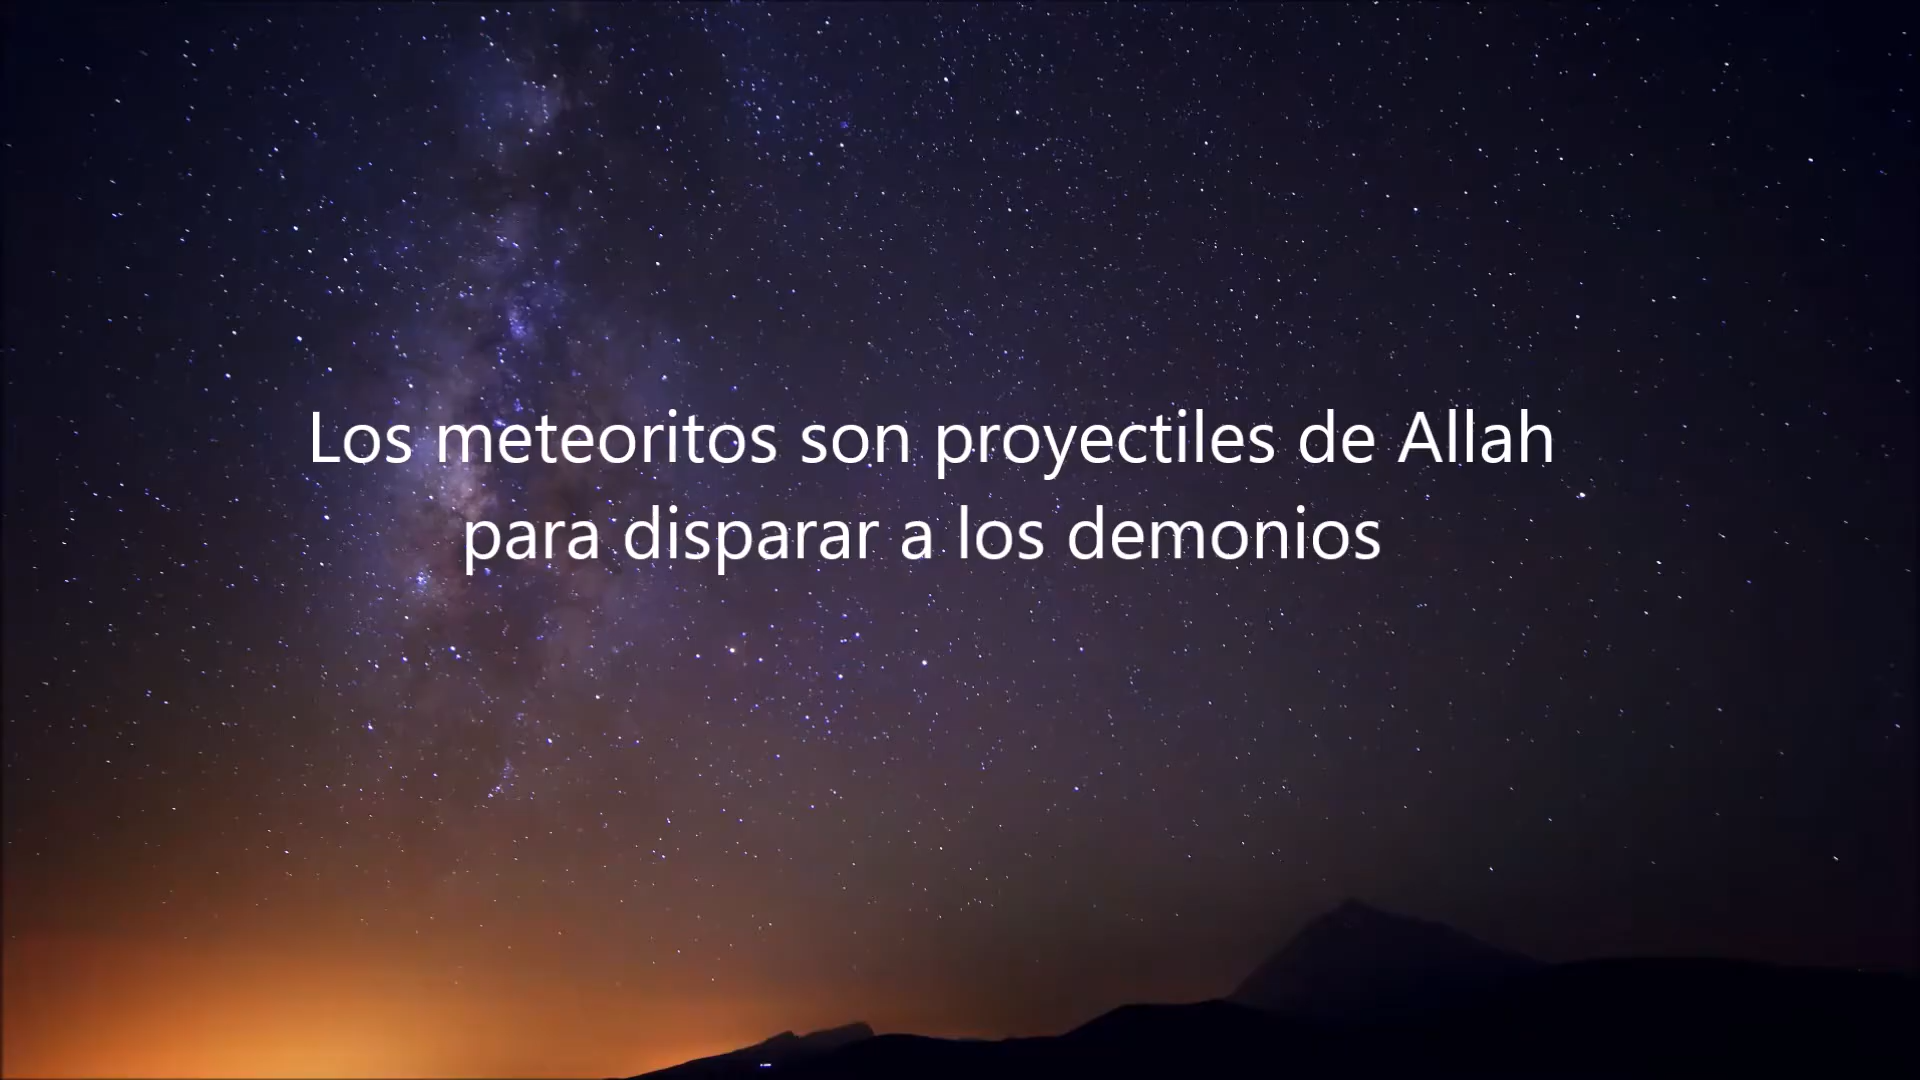 Los meteoritos son proyectiles de Allah
para disparar a los demonios